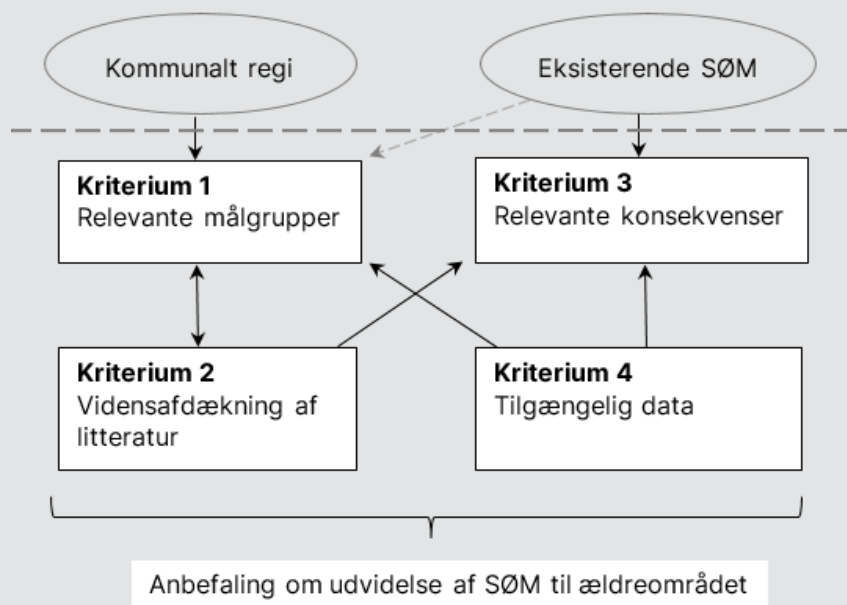 Kommunalt regi
Eksisterende SØM
Kriterium 1
Relevante målgrupper
Kriterium 3
Relevante konsekvenser
Kriterium 2
Vidensafdækning af
litteratur
Kriterium 4
Tilgængelig data
Anbefaling om udvidelse af SØM til ældreområdet